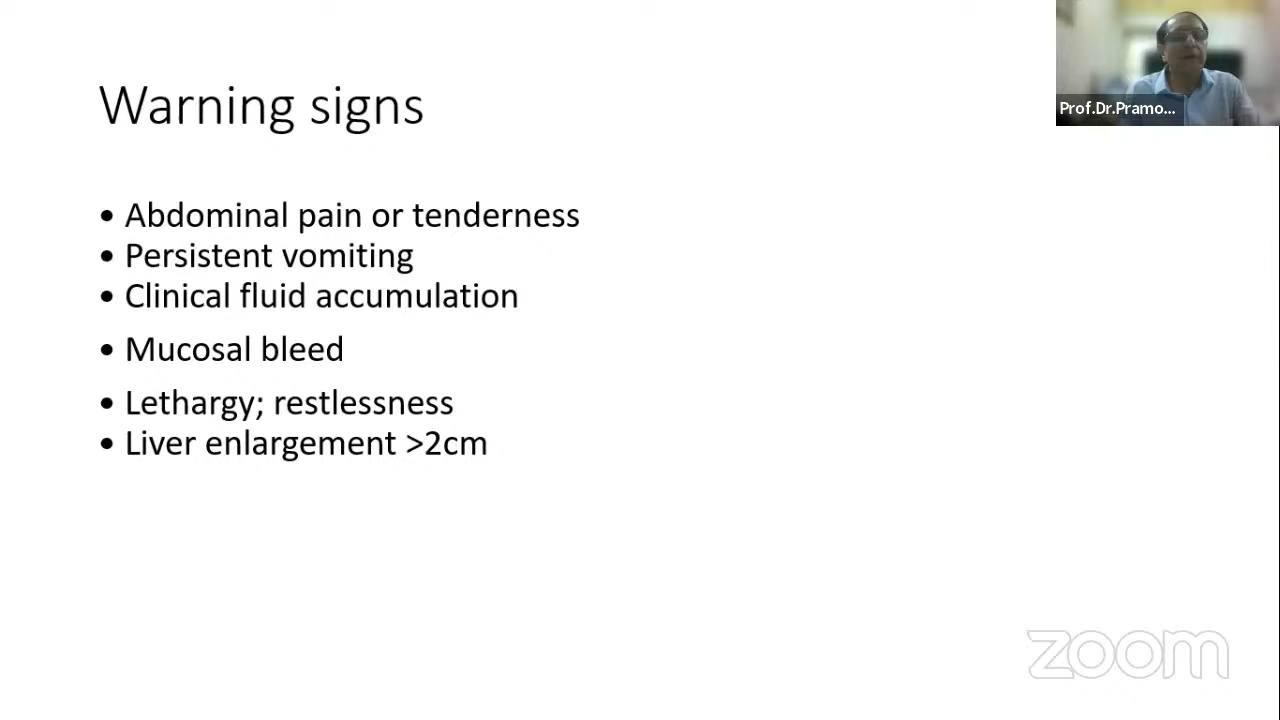 Prof.Dr.Pramo...
Warning signs
• Abdominal pain or tenderness
• Persistent vomiting
• Clinical fluid accumulation
• Mucosal bleed
• Lethargy; restlessness
• Liver enlargement >2cm
zoom